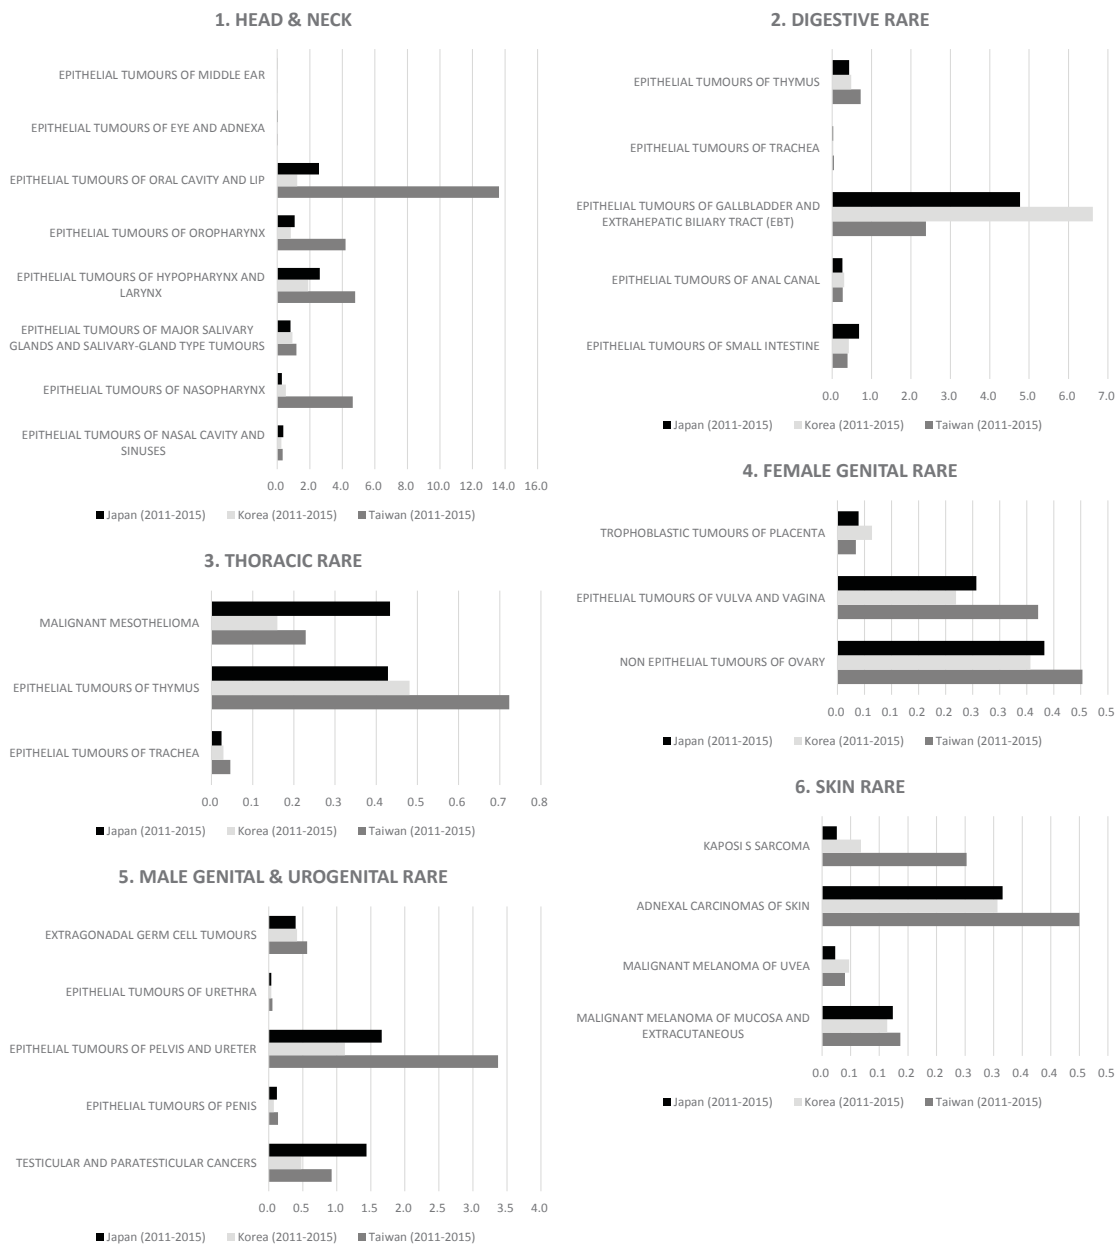 1. HEAD & NECK
EPITHELIAL TUMOURS OF MIDDLE EAR
EPITHELIAL TUMOURS OF EYE AND ADNEXA
EPITHELIAL TUMOURS OF ORAL CAVITY AND LIP
EPITHELIAL TUMOURS OF OROPHARYNX
EPITHELIAL TUMOURS OF HYPOPHARYNX AND
LARYNX
EPITHELIAL TUMOURS OF MAJOR SALIVARY
GLANDS AND SALIVARY-GLAND TYPE TUMOURS
EPITHELIAL TUMOURS OF NASOPHARYNX
EPITHELIAL TUMOURS OF NASAL CAVITY AND
SINUSES
0.0 2.0 4.0 6.0 8.0 10.0 12.0 14.0 16.0
Japan (2011-2015) Korea (2011-2015) Taiwan (2011-2015)
2. DIGESTIVE RARE
EPITHELIAL TUMOURS OF THYMUS
EPITHELIAL TUMOURS OF TRACHEA
EPITHELIAL TUMOURS OF GALLBLADDER AND
EXTRAHEPATIC BILIARY TRACT (EBT)
EPITHELIAL TUMOURS OF ANAL CANAL
EPITHELIAL TUMOURS OF SMALL INTESTINE
0.0 1.0 2.0 3.0 4.0 5.0 6.0 7.0
Japan (2011-2015) Korea (2011-2015) Taiwan (2011-2015)
3. THORACIC RARE
MALIGNANT MESOTHELIOMA
EPITHELIAL TUMOURS OF THYMUS
EPITHELIAL TUMOURS OF TRACHEA
0.0 0.1 0.2 0.3 0.4 0.5 0.6 0.7 0.8
Japan (2011-2015) Korea (2011-2015) Taiwan (2011-2015)
4. FEMALE GENITAL RARE
TROPHOBLASTIC TUMOURS OF PLACENTA
EPITHELIAL TUMOURS OF VULVA AND VAGINA
NON EPITHELIAL TUMOURS OF OVARY
0.0 0.1 0.1 0.2 0.2 0.3 0.3 0.4 0.4 0.5 0.5
Japan (2011-2015) Korea (2011-2015) Taiwan (2011-2015)
5. MALE GENITAL & UROGENITAL RARE
EXTRAGONADAL GERM CELL TUMOURS
EPITHELIAL TUMOURS OF URETHRA
EPITHELIAL TUMOURS OF PELVIS AND URETER
EPITHELIAL TUMOURS OF PENIS
TESTICULAR AND PARATESTICULAR CANCERS
0.0 0.5 1.0 1.5 2.0 2.5 3.0 3.5 4.0
Japan (2011-2015) Korea (2011-2015) Taiwan (2011-2015)
6. SKIN RARE
KAPOSI S SARCOMA
ADNEXAL CARCINOMAS OF SKIN
MALIGNANT MELANOMA OF UVEA
MALIGNANT MELANOMA OF MUCOSA AND
EXTRACUTANEOUS
0.0 0.1 0.1 0.2 0.2 0.3 0.3 0.4 0.4 0.5 0.5
Japan (2011-2015) Korea (2011-2015) Taiwan (2011-2015)